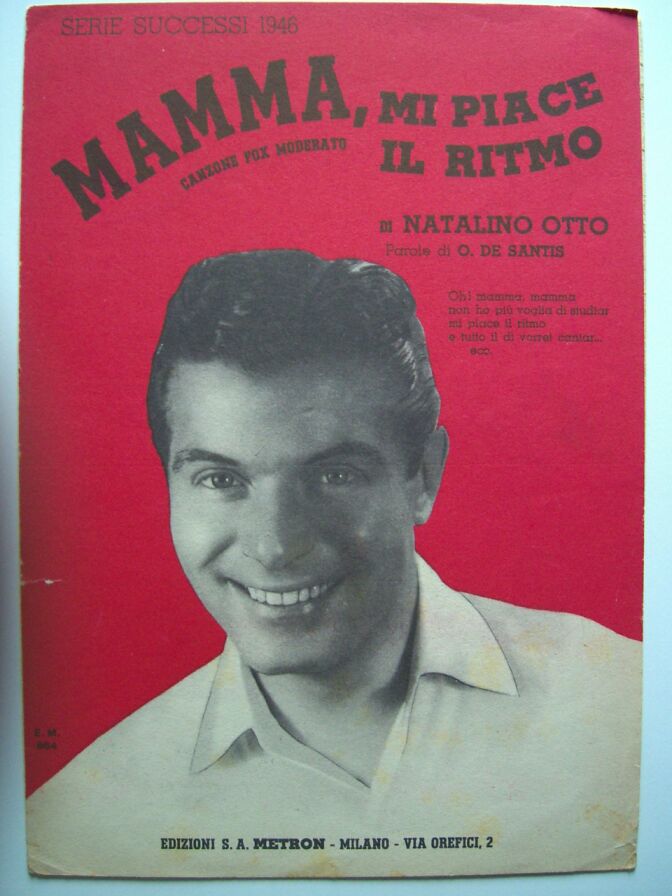 SERIE SUCCESSI 1946
MAMMA, MI PIACE
IL RITMO
CANZONE FOX MODERATO
DI NATALINO OTTO
Parole di O. DE SANTIS
Oh! mamma, mamma
non ho più voglia di studiar
mi piace il ritmo
e tutto il dì vorrei cantar...
ecc.
E. M.
864
EDIZIONI S. A. METRON - MILANO - VIA OREFICI, 2